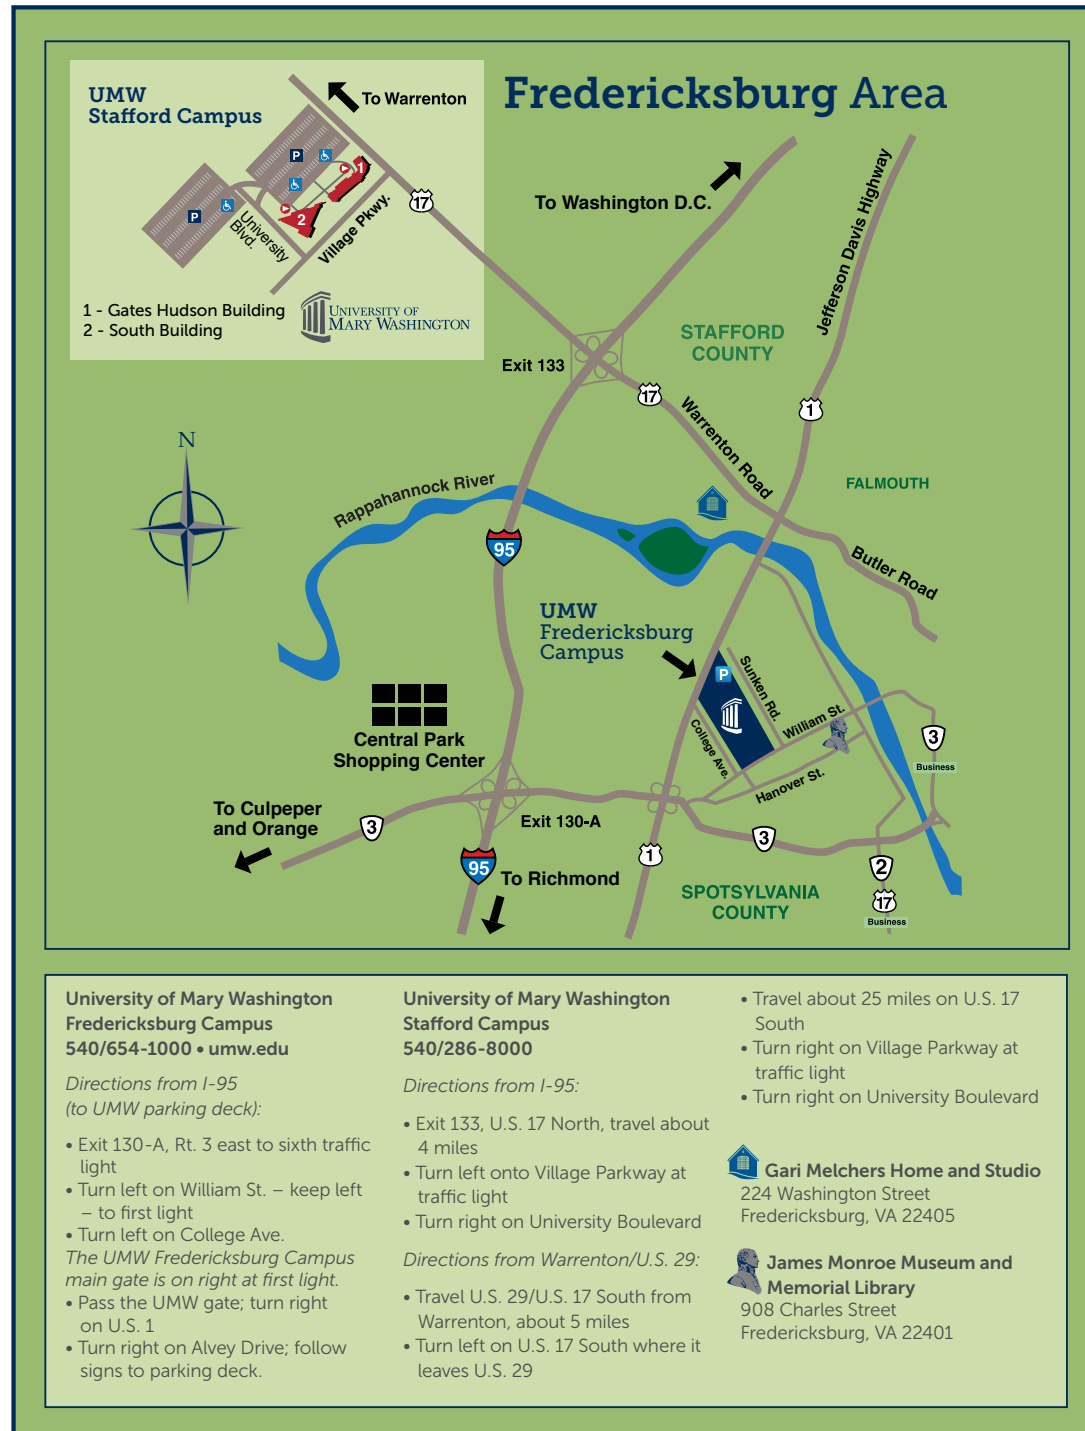 Fredericksburg Area
UMW
Stafford Campus
To Warrenton
P
P
1
2
17
University
Blvd.
Village Pkwy.
1 - Gates Hudson Building
2 - South Building
UNIVERSITY OF
MARY WASHINGTON
To Washington D.C.
Jefferson Davis Highway
STAFFORD
COUNTY
Exit 133
17
1
Warrenton Road
FALMOUTH
N
Rappahannock River
95
Butler Road
UMW
Fredericksburg
Campus
P
Sunken Rd.
College Ave.
William St.
Hanover St.
3
Business
Central Park
Shopping Center
To Culpeper
and Orange
3
Exit 130-A
3
1
95
To Richmond
2
17
Business
SPOTSYLVANIA
COUNTY
University of Mary Washington
Fredericksburg Campus
540/654-1000 • umw.edu
Directions from I-95
(to UMW parking deck):
• Exit 130-A, Rt. 3 east to sixth traffic
light
• Turn left on William St. – keep left
– to first light
• Turn left on College Ave.
The UMW Fredericksburg Campus
main gate is on right at first light.
• Pass the UMW gate; turn right
on U.S. 1
• Turn right on Alvey Drive; follow
signs to parking deck.
University of Mary Washington
Stafford Campus
540/286-8000
Directions from I-95:
• Exit 133, U.S. 17 North, travel about
4 miles
• Turn left onto Village Parkway at
traffic light
• Turn right on University Boulevard
Directions from Warrenton/U.S. 29:
• Travel U.S. 29/U.S. 17 South from
Warrenton, about 5 miles
• Turn left on U.S. 17 South where it
leaves U.S. 29
• Travel about 25 miles on U.S. 17
South
• Turn right on Village Parkway at
traffic light
• Turn right on University Boulevard
Gari Melchers Home and Studio
224 Washington Street
Fredericksburg, VA 22405
James Monroe Museum and
Memorial Library
908 Charles Street
Fredericksburg, VA 22401